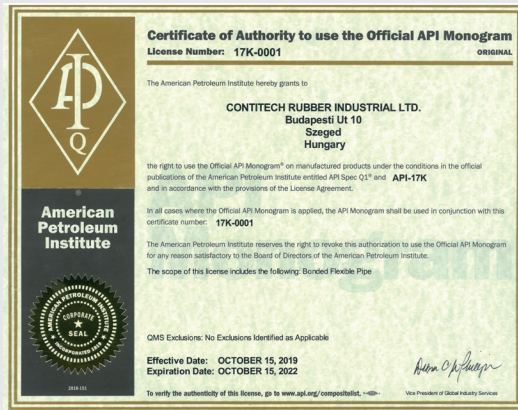 API
Q
American
Petroleum
Institute
AMERICAN PETROLEUM INSTITUTE
CORPORATE
SEAL
INCORPORATED 1919
2018-151
Certificate of Authority to use the Official API Monogram
License Number: 17K-0001
ORIGINAL
The American Petroleum Institute hereby grants to
CONTITECH RUBBER INDUSTRIAL LTD.
Budapesti Ut 10
Szeged
Hungary
the right to use the Official API Monogram® on manufactured products under the conditions in the official
publications of the American Petroleum Institute entitled API Spec Q1® and API-17K
and in accordance with the provisions of the License Agreement.
In all cases where the Official API Monogram is applied, the API Monogram shall be used in conjunction with this
certificate number: 17K-0001
The American Petroleum Institute reserves the right to revoke this authorization to use the Official API Monogram
for any reason satisfactory to the Board of Directors of the American Petroleum Institute.
The scope of this license includes the following: Bonded Flexible Pipe
QMS Exclusions: No Exclusions Identified as Applicable
Effective Date: OCTOBER 15, 2019
Expiration Date: OCTOBER 15, 2022
To verify the authenticity of this license, go to www.api.org/compositelist.
Vice President of Global Industry Services